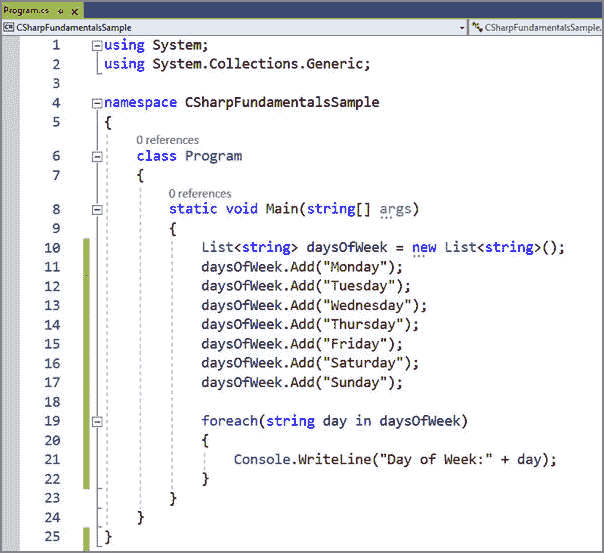 Program.cs
CSharpFundamentalsSample CSharpFundamentalsSample.
1 using System;
2 using System.Collections.Generic;
3
4 namespace CSharpFundamentalsSample
5 {
0 references
6 class Program
7 {
0 references
8 static void Main(string[] args)
9 {
10 List<string> daysOfWeek = new List<string>();
11 daysOfWeek.Add("Monday");
12 daysOfWeek.Add("Tuesday");
13 daysOfWeek.Add("Wednesday");
14 daysOfWeek.Add("Thursday");
15 daysOfWeek.Add("Friday");
16 daysOfWeek.Add("Saturday");
17 daysOfWeek.Add("Sunday");
18
19 foreach(string day in daysOfWeek)
20 {
21 Console.WriteLine("Day of Week:" + day);
22 }
23 }
24 }
25 }